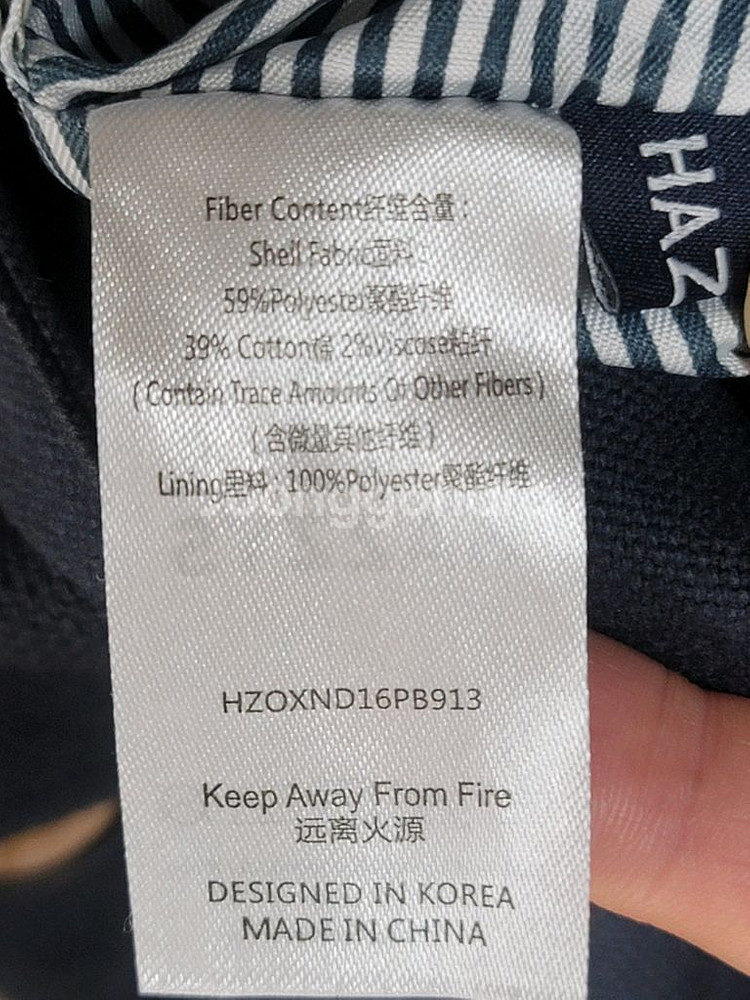 Fiber Content纤维含量：
Shell Fabric面料：
59%Polyester聚酯纤维
39% Cotton棉 2%Viscose粘纤
( Contain Trace Amounts Of Other Fibers )
( 含微量其他纤维 )
Lining里料：100%Polyester聚酯纤维
HZOXND16PB913
Keep Away From Fire
远离火源
DESIGNED IN KOREA
MADE IN CHINA
HAZ